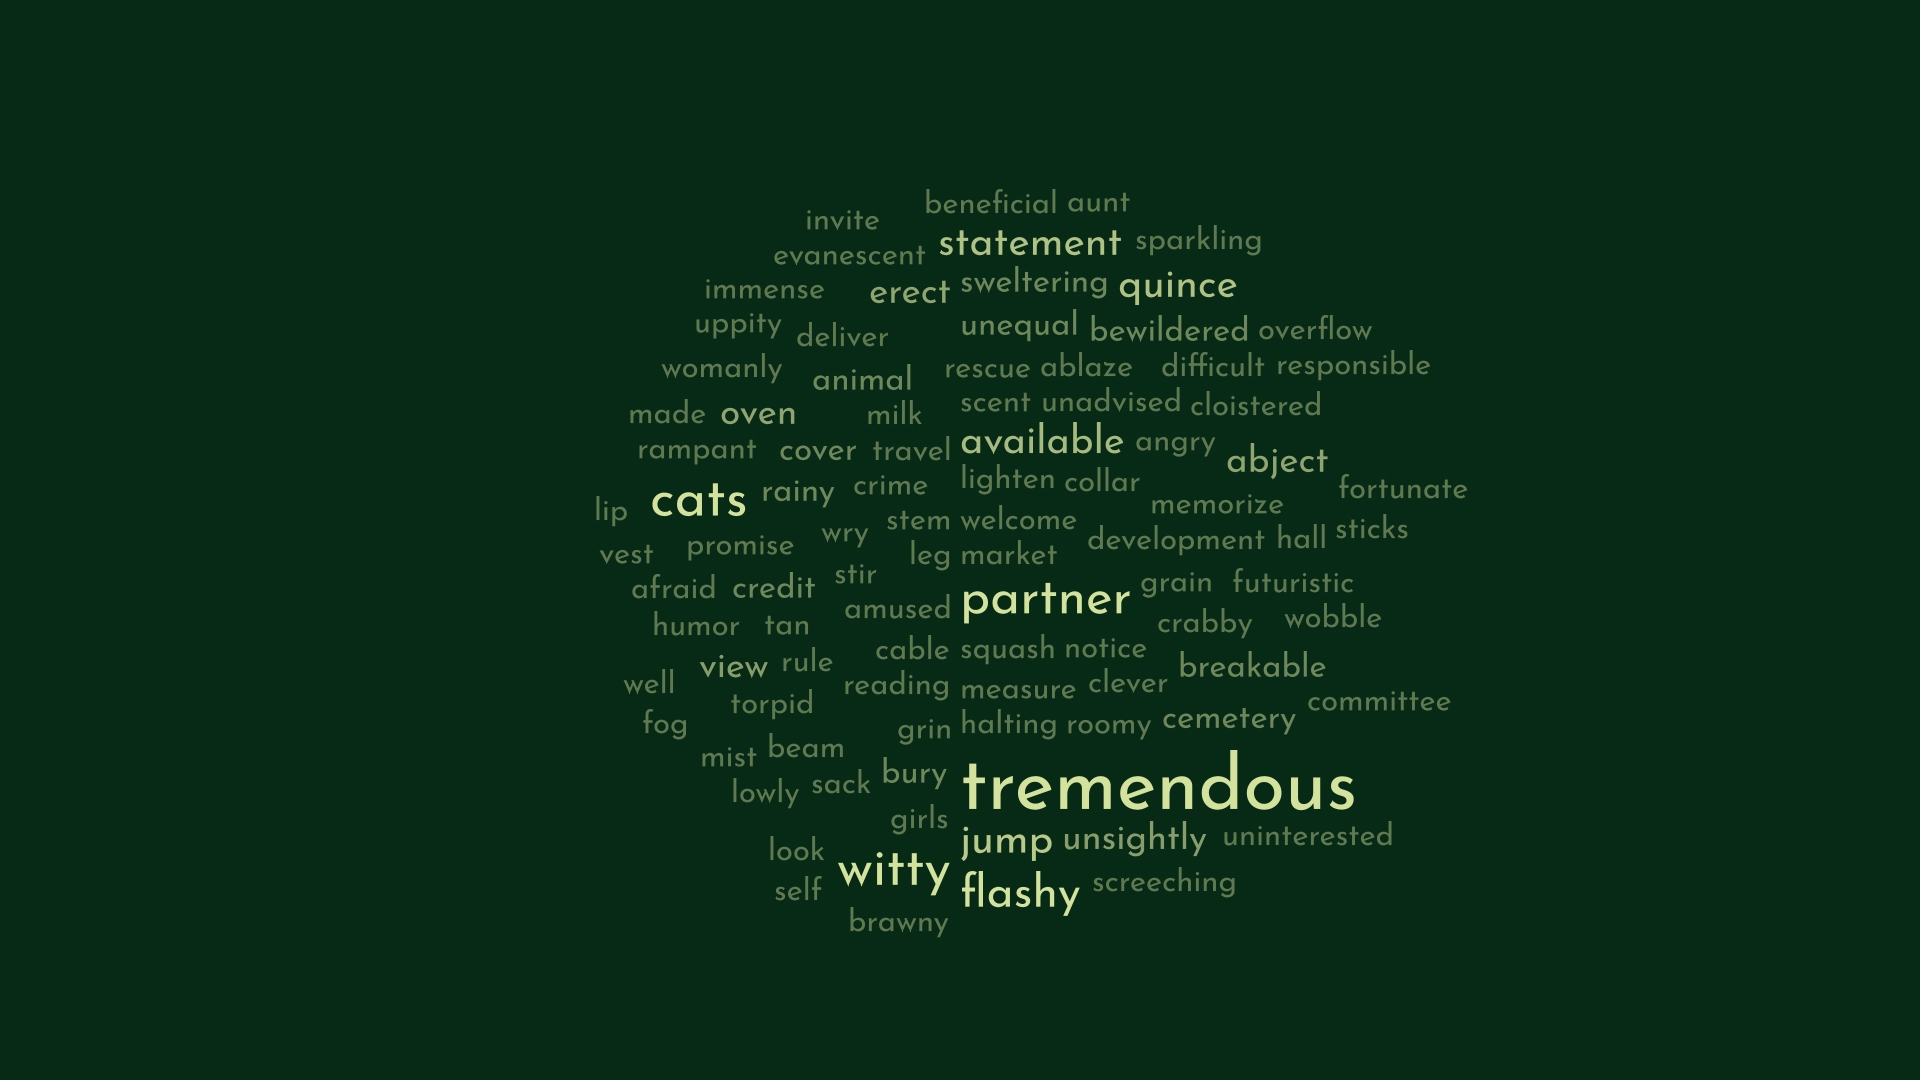 beneficial aunt
invite
evanescent statement sparkling
immense erect sweltering quince
uppity deliver unequal bewildered overflow
womanly animal rescue ablaze difficult responsible
made oven milk scent unadvised cloistered
rampant cover travel available angry abject
lip cats rainy crime lighten collar memorize fortunate
vest promise wry stem welcome development hall sticks
leg market
afraid credit stir amused partner grain futuristic
humor tan crabby wobble
well view rule cable squash notice breakable
torpid reading measure clever committee
fog grin halting roomy cemetery
mist beam
lowly sack bury tremendous
girls jump unsightly uninterested
look witty flashy screeching
self
brawny